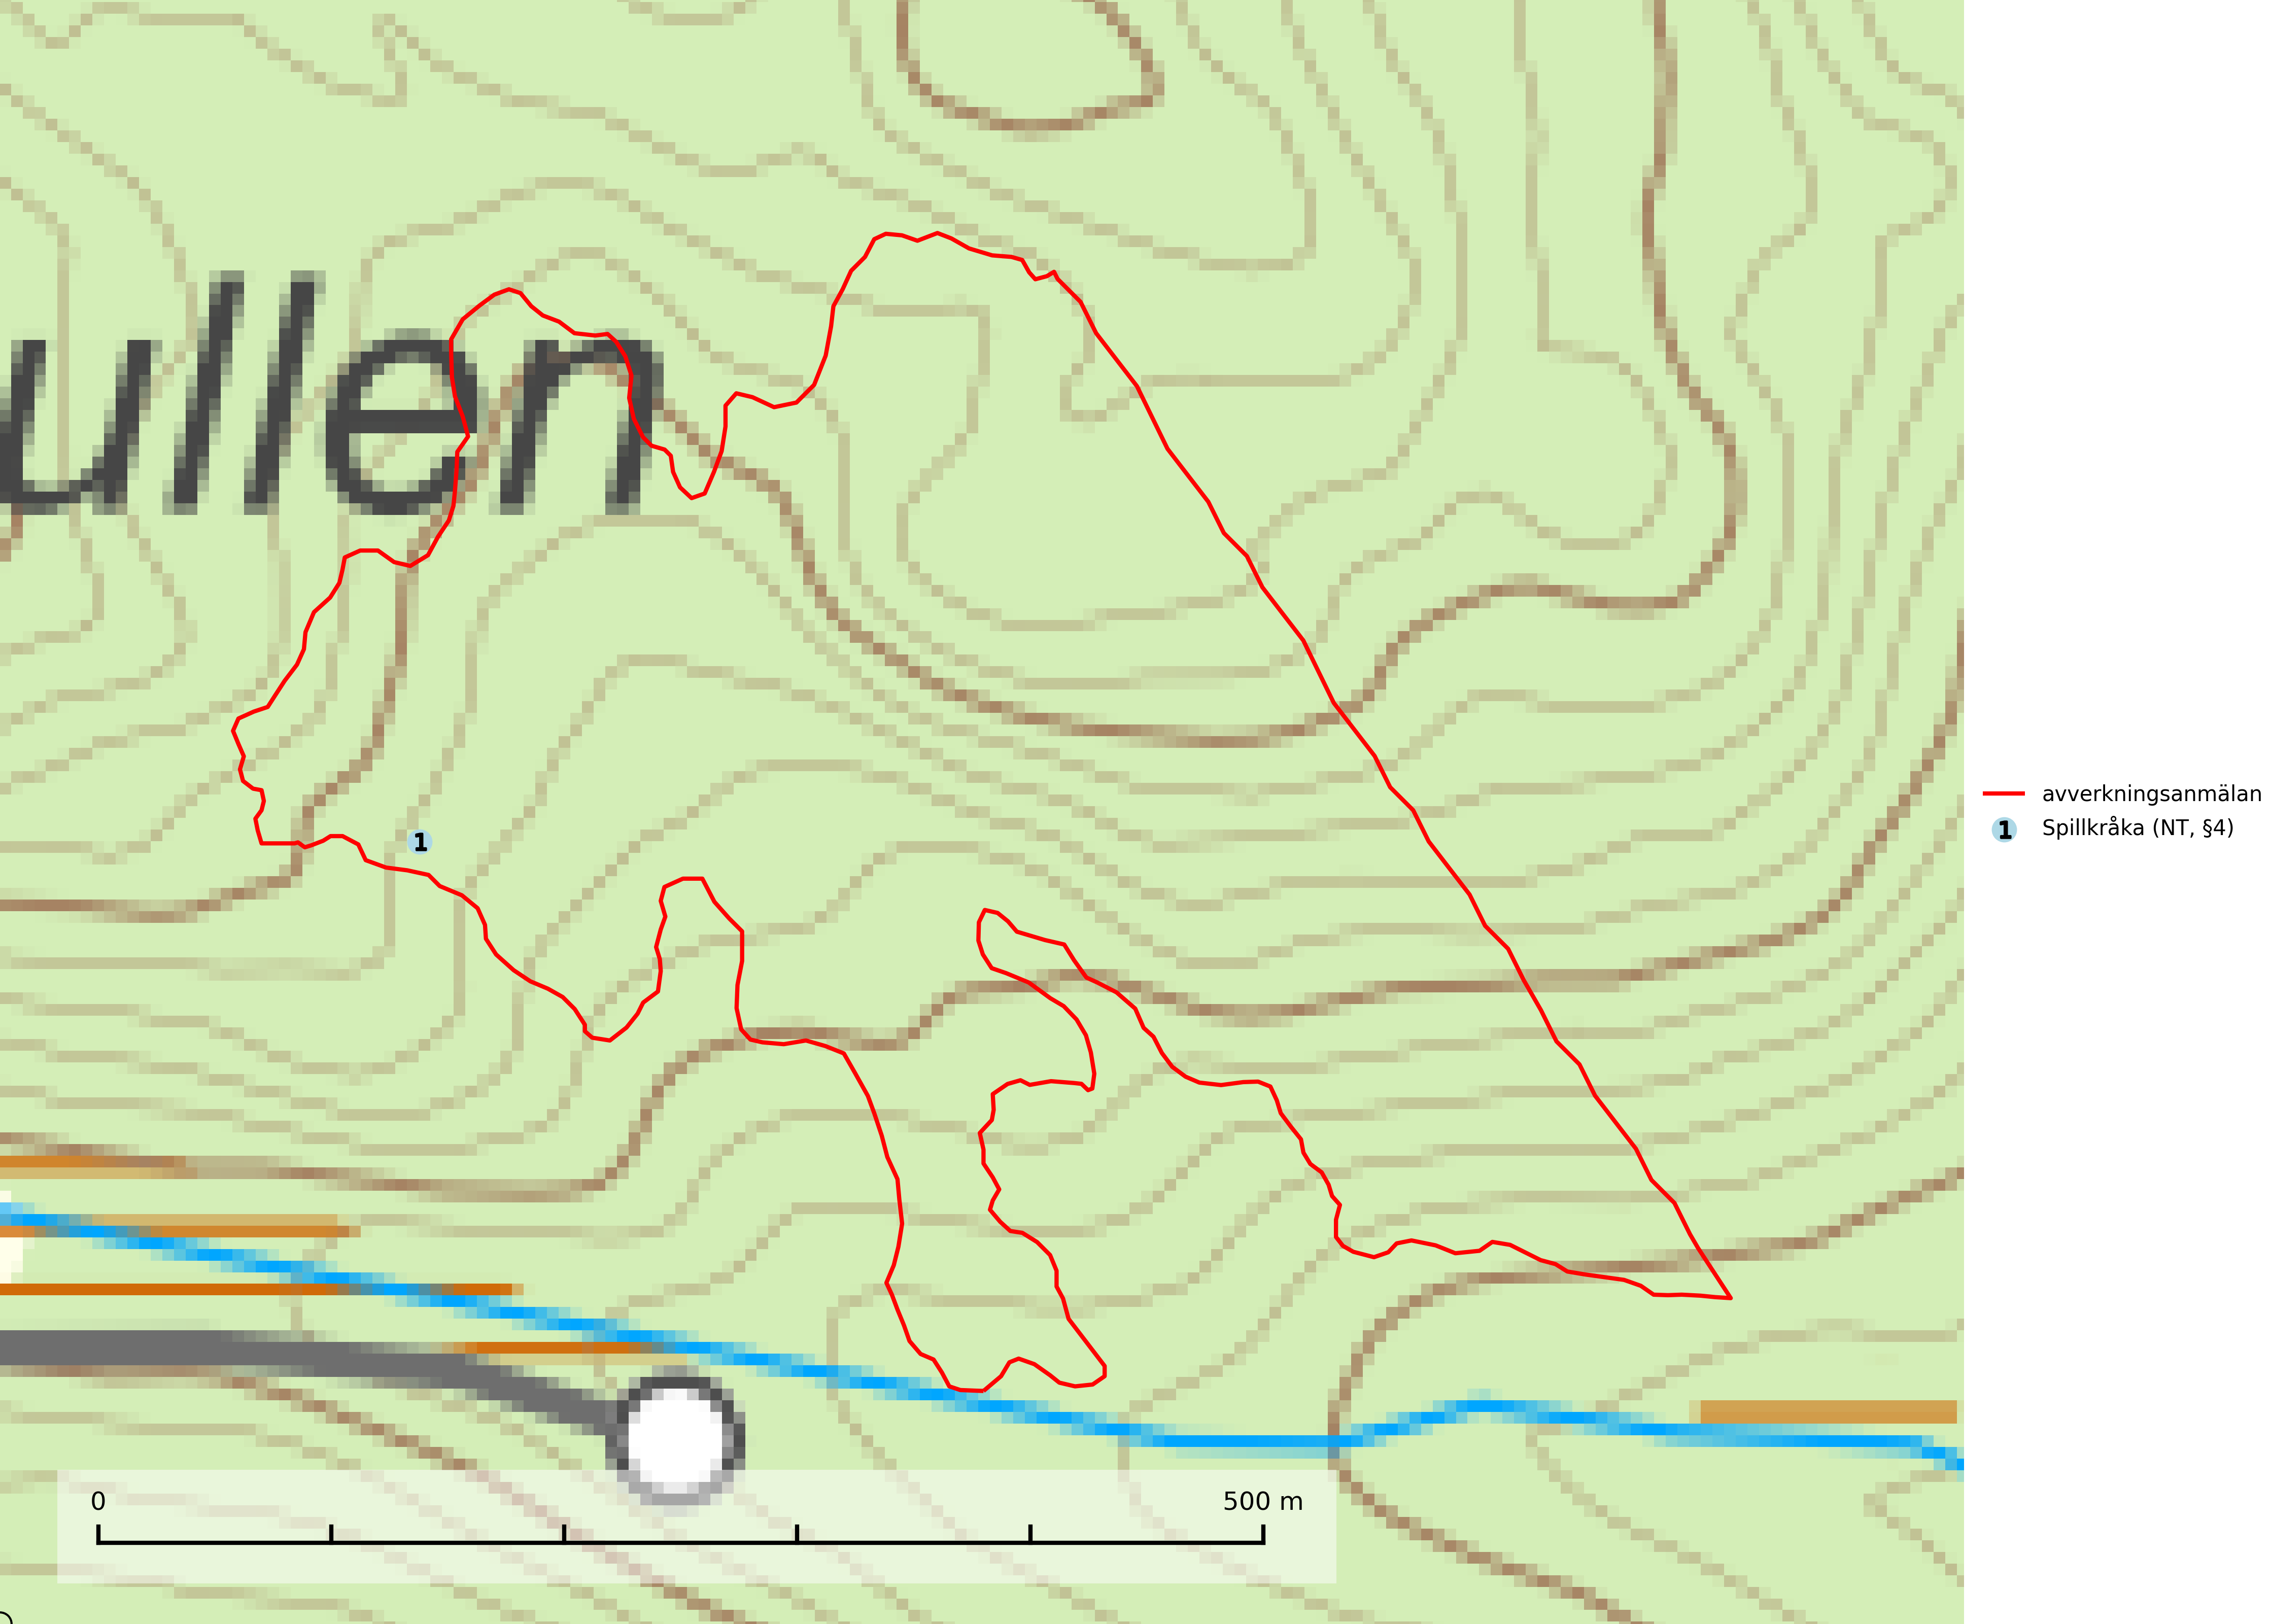 ullen
1
avverkningsanmälan
1 Spillkråka (NT, §4)
0 500 m